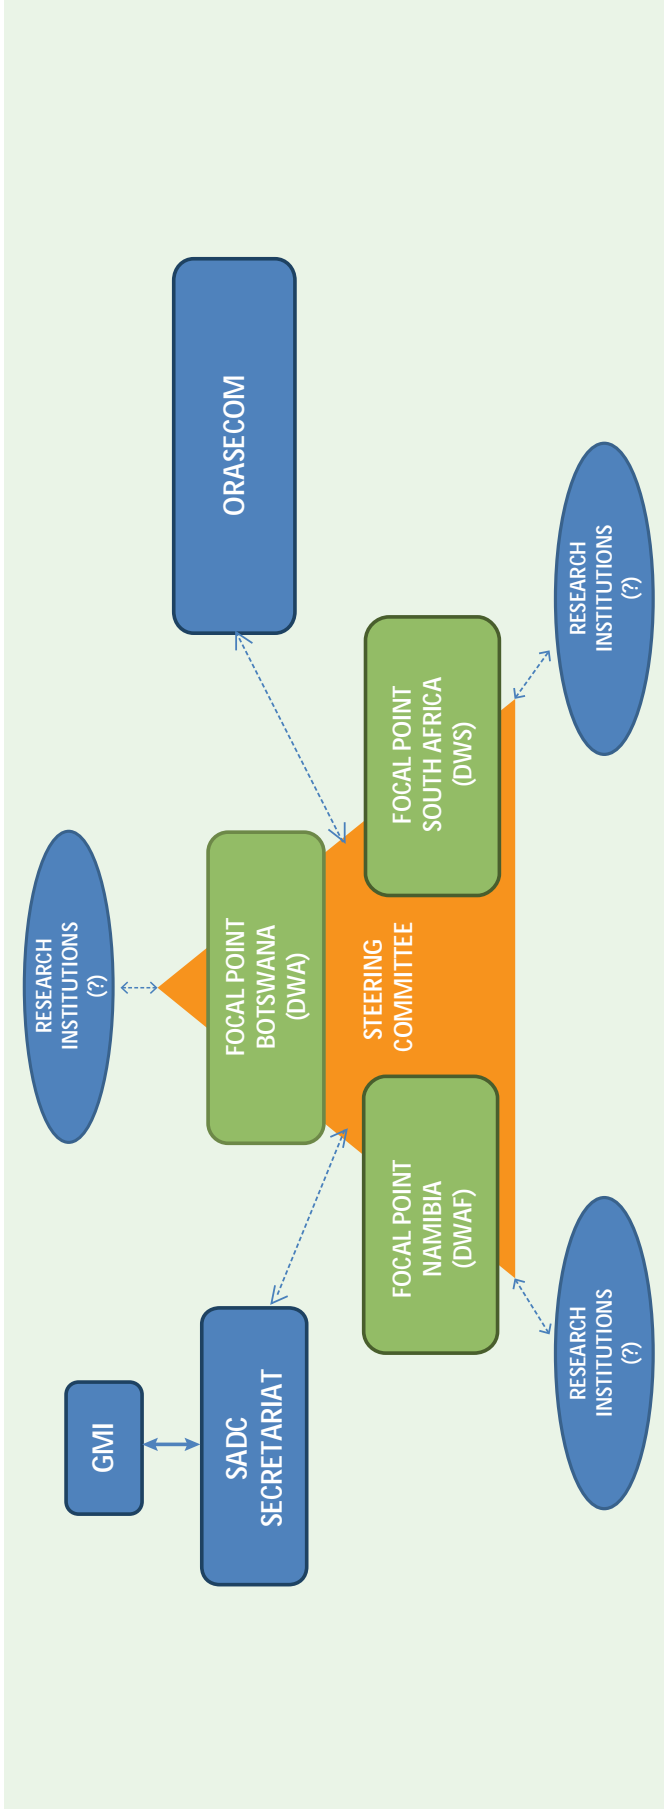 RESEARCH
INSTITUTIONS
(?)
GMI
SADC
SECRETARIAT
ORASECOM
FOCAL POINT
BOTSWANA
(DWA)
STEERING
COMMITTEE
FOCAL POINT
NAMIBIA
(DWAF)
FOCAL POINT
SOUTH AFRICA
(DWS)
RESEARCH
INSTITUTIONS
(?)
RESEARCH
INSTITUTIONS
(?)